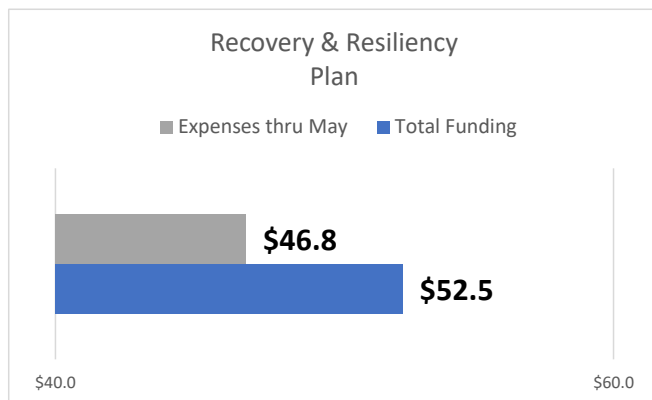 Recovery & Resiliency
Plan
Expenses thru May Total Funding
$46.8
$52.5
$40.0 $60.0